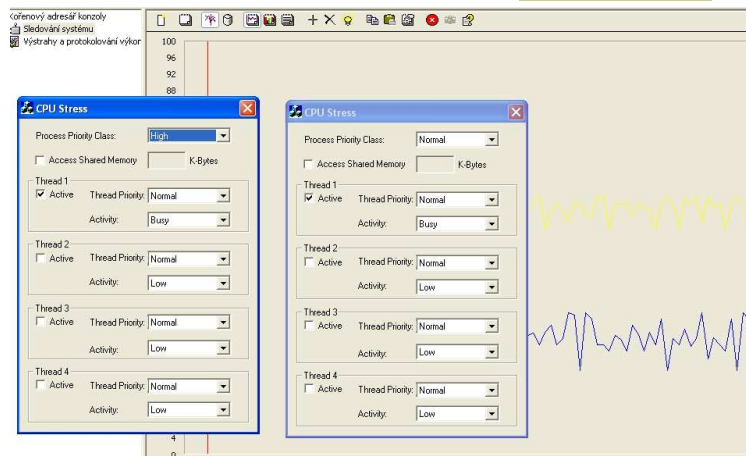 Kořenový adresář konzoly
Sledování systému
Výstrahy a protokolování výkor
100
96
92
88
CPU Stress
Process Priority Class:
High
Access Shared Memory
K-Bytes
Thread 1
Active
Thread Priority:
Normal
Activity:
Busy
Thread 2
Active
Thread Priority:
Normal
Activity:
Low
Thread 3
Active
Thread Priority:
Normal
Activity:
Low
Thread 4
Active
Thread Priority:
Normal
Activity:
Low
CPU Stress
Process Priority Class:
Normal
Access Shared Memory
K-Bytes
Thread 1
Active
Thread Priority:
Normal
Activity:
Busy
Thread 2
Active
Thread Priority:
Normal
Activity:
Low
Thread 3
Active
Thread Priority:
Normal
Activity:
Low
Thread 4
Active
Thread Priority:
Normal
Activity:
Low
4
0